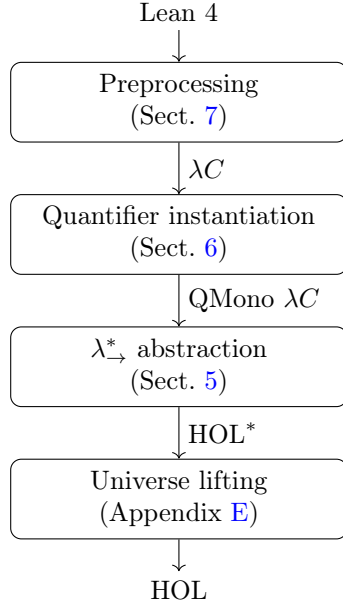 Lean 4
Preprocessing
(Sect. 7)
λC
Quantifier instantiation
(Sect. 6)
QMono λC
λ*→ abstraction
(Sect. 5)
HOL*
Universe lifting
(Appendix E)
HOL